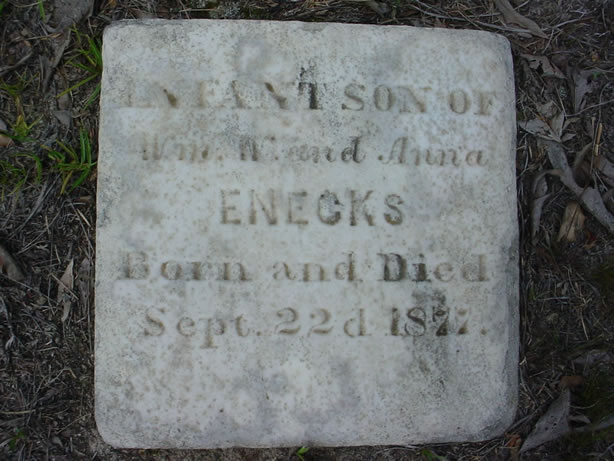 INFANT SON OF
Wm. W. and Anna
ENECKS
Born and Died
Sept. 22d 1877.